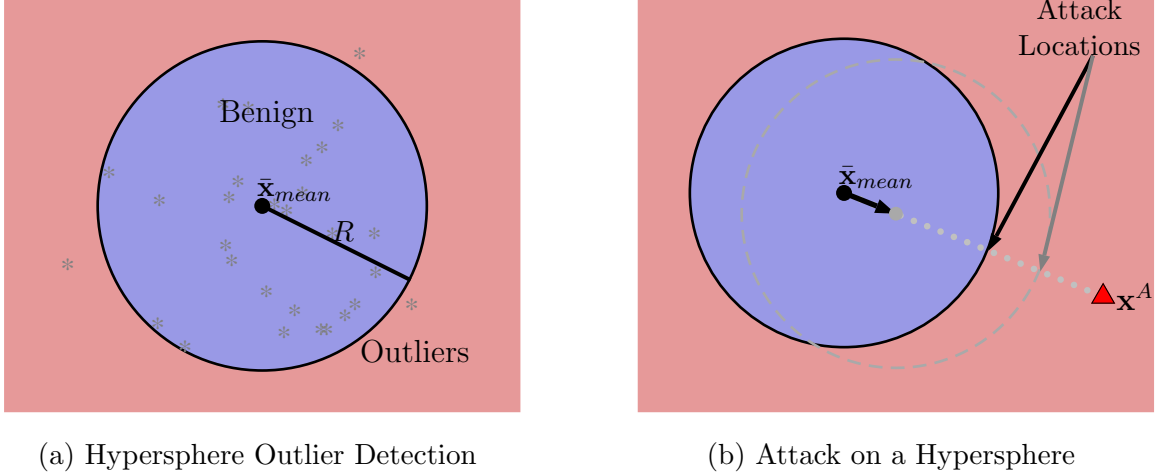 Benign
x̄mean
R
Outliers
(a) Hypersphere Outlier Detection
Attack
Locations
x̄mean
xᴬ
(b) Attack on a Hypersphere